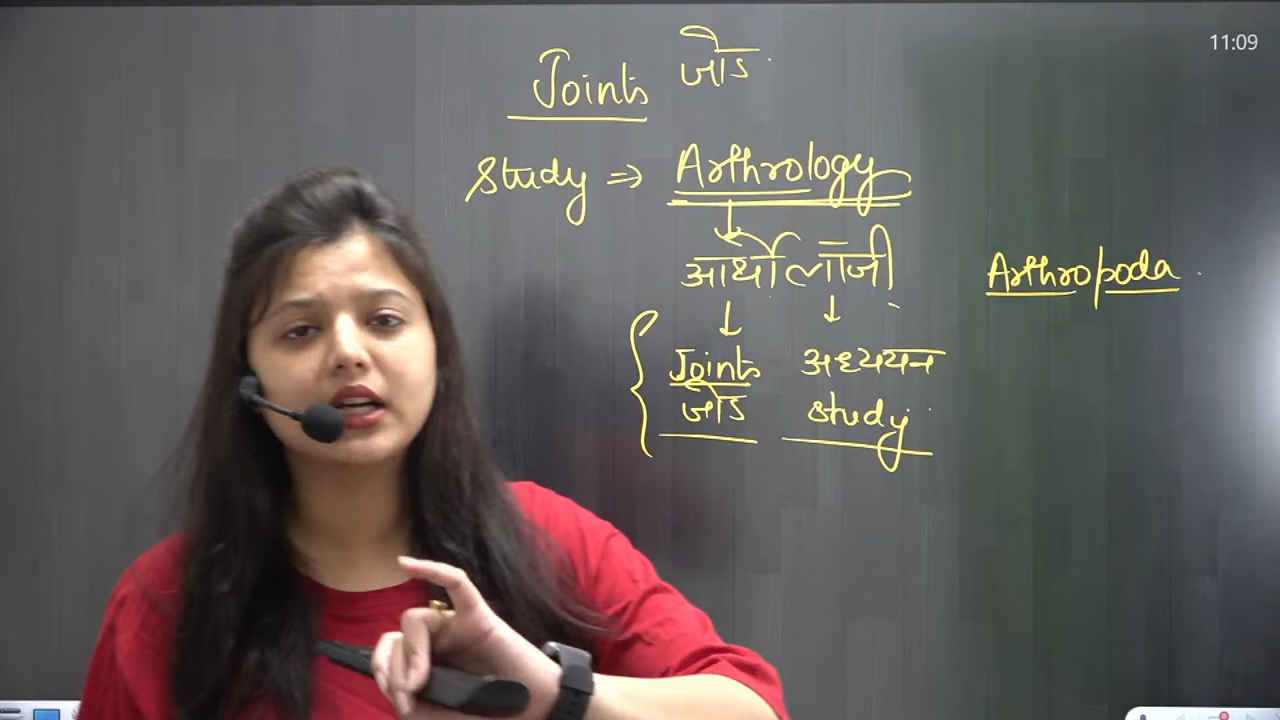 Joints जोड
11:09
Study ⇒ Arthrology
आर्थोलॉजी
Arthropoda
Joints अध्ययन
जोड study